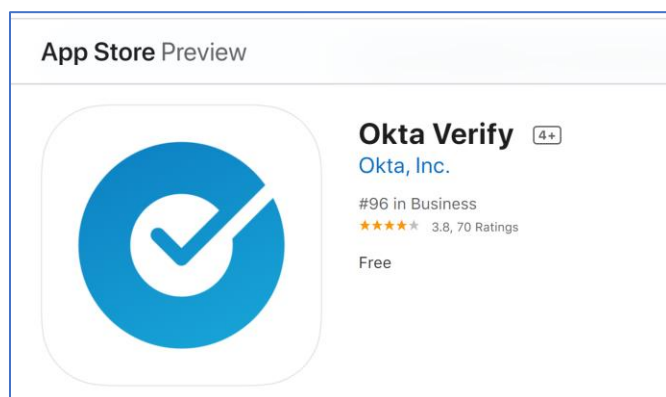 App Store Preview
Okta Verify 4+
Okta, Inc.
#96 in Business
3.8, 70 Ratings
Free